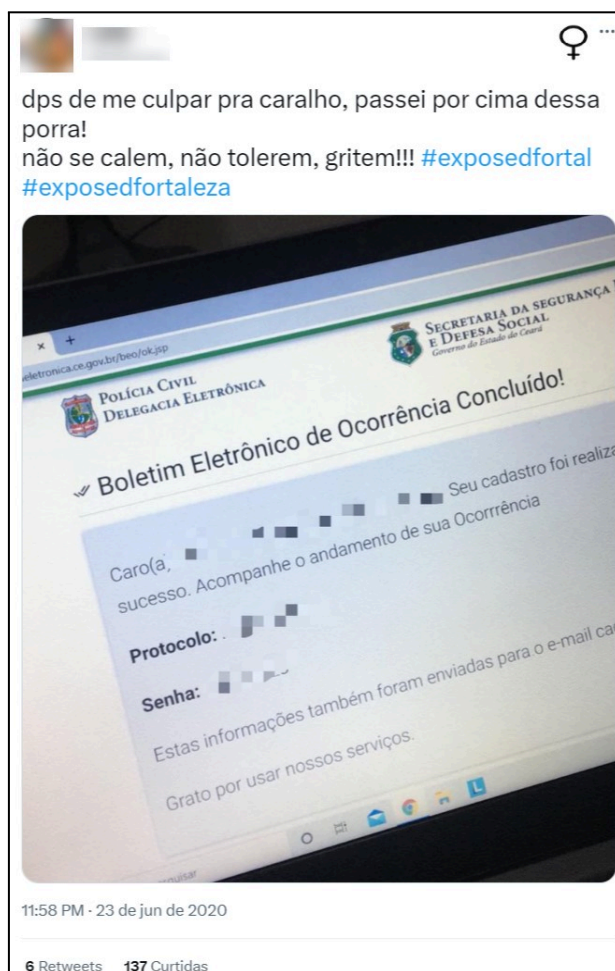 dps de me culpar pra caralho, passei por cima dessa
porra!
não se calem, não tolerem, gritem!!! #exposedfortal
#exposedfortaleza
eletronica.ce.gov.br/beo/ok.jsp
POLÍCIA CIVIL
DELEGACIA ELETRÔNICA
SECRETARIA DA SEGURANÇA
E DEFESA SOCIAL
Governo do Estado do Ceará
Boletim Eletrônico de Ocorrência Concluído!
Caro(a), Seu cadastro foi realiza
sucesso. Acompanhe o andamento de sua Ocorrrência
Protocolo:
Senha:
Estas informações também foram enviadas para o e-mail cad
Grato por usar nossos serviços.
11:58 PM · 23 de jun de 2020
6 Retweets 137 Curtidas